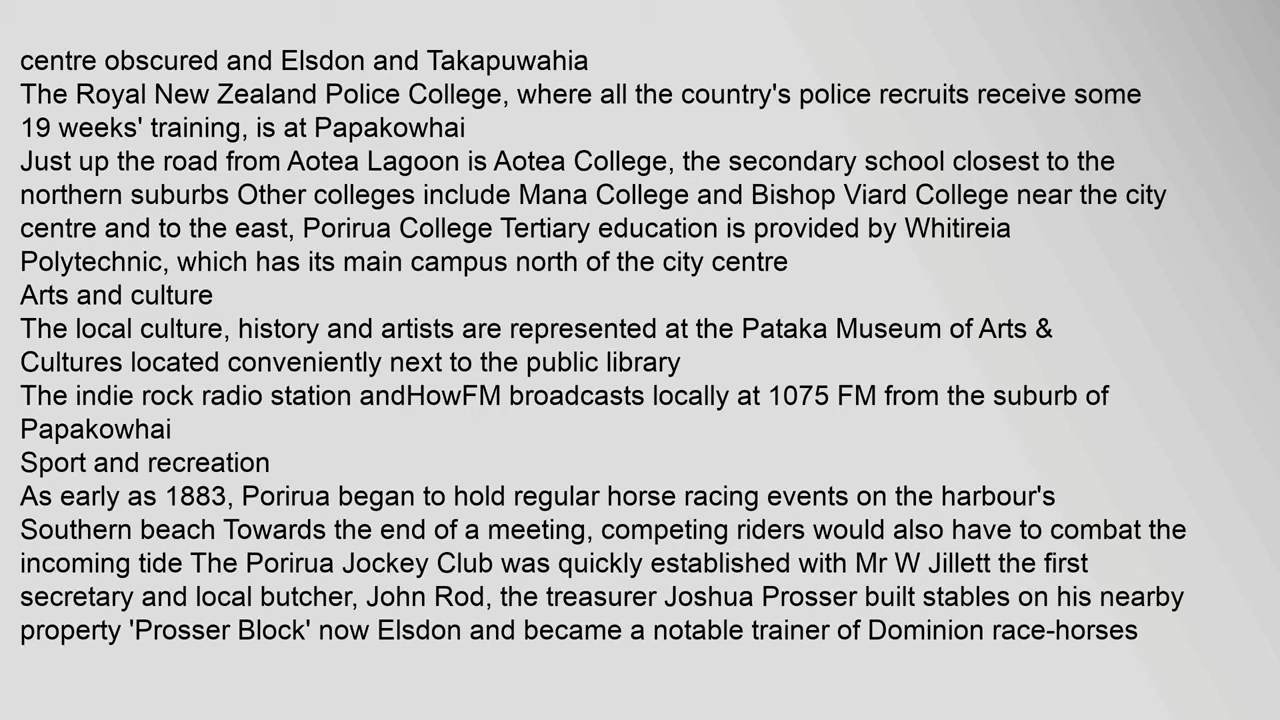 centre obscured and Elsdon and Takapuwahia
The Royal New Zealand Police College, where all the country's police recruits receive some
19 weeks' training, is at Papakowhai
Just up the road from Aotea Lagoon is Aotea College, the secondary school closest to the
northern suburbs Other colleges include Mana College and Bishop Viard College near the city
centre and to the east, Porirua College Tertiary education is provided by Whitireia
Polytechnic, which has its main campus north of the city centre
Arts and culture
The local culture, history and artists are represented at the Pataka Museum of Arts &
Cultures located conveniently next to the public library
The indie rock radio station andHowFM broadcasts locally at 1075 FM from the suburb of
Papakowhai
Sport and recreation
As early as 1883, Porirua began to hold regular horse racing events on the harbour's
Southern beach Towards the end of a meeting, competing riders would also have to combat the
incoming tide The Porirua Jockey Club was quickly established with Mr W Jillett the first
secretary and local butcher, John Rod, the treasurer Joshua Prosser built stables on his nearby
property 'Prosser Block' now Elsdon and became a notable trainer of Dominion race-horses